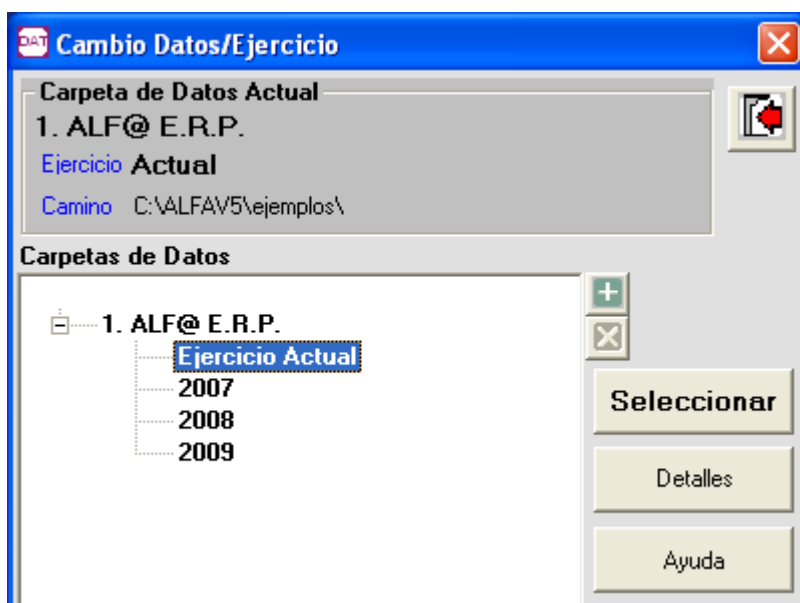 DAT Cambio Datos/Ejercicio
Carpeta de Datos Actual
1. ALF@ E.R.P.
Ejercicio Actual
Camino C:\ALFAV5\ejemplos\
Carpetas de Datos
1. ALF@ E.R.P.
Ejercicio Actual
2007
2008
2009
Seleccionar
Detalles
Ayuda